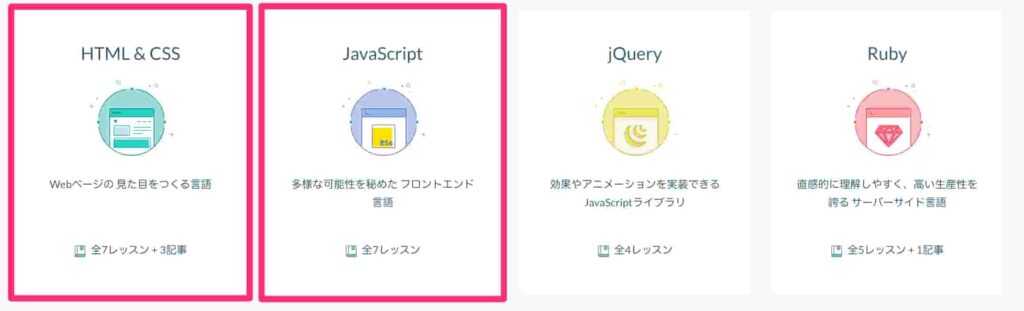 HTML & CSS
Webページの 見た目をつくる言語
全7レッスン + 3記事
JavaScript
ES6
多様な可能性を秘めた フロントエンド
言語
全7レッスン
jQuery
効果やアニメーションを実装できる
JavaScriptライブラリ
全4レッスン
Ruby
直感的に理解しやすく、高い生産性を
誇る サーバーサイド言語
全5レッスン + 1記事